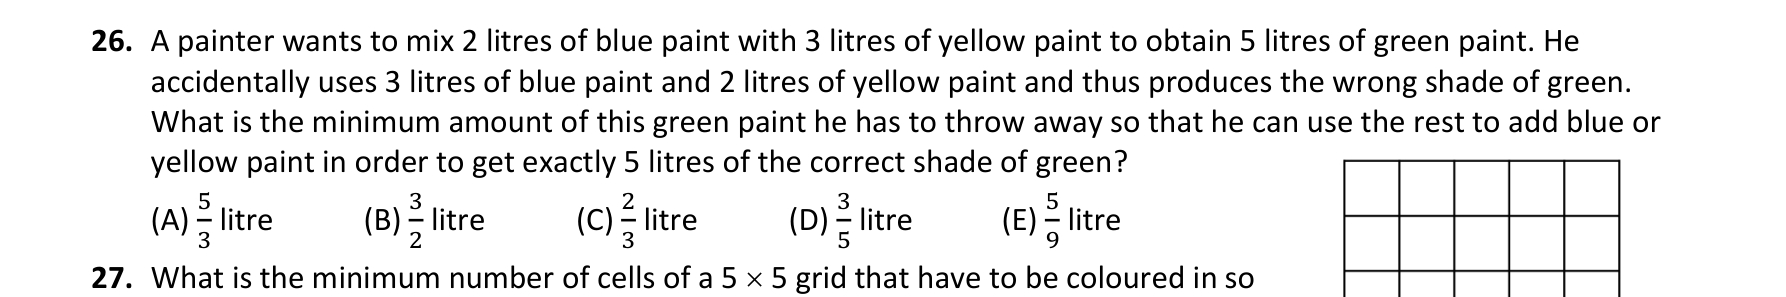 26. A painter wants to mix 2 litres of blue paint with 3 litres of yellow paint to obtain 5 litres of green paint. He
accidentally uses 3 litres of blue paint and 2 litres of yellow paint and thus produces the wrong shade of green.
What is the minimum amount of this green paint he has to throw away so that he can use the rest to add blue or
yellow paint in order to get exactly 5 litres of the correct shade of green?
(A) 5/3 litre (B) 3/2 litre (C) 2/3 litre (D) 3/5 litre (E) 5/9 litre
27. What is the minimum number of cells of a 5 × 5 grid that have to be coloured in so